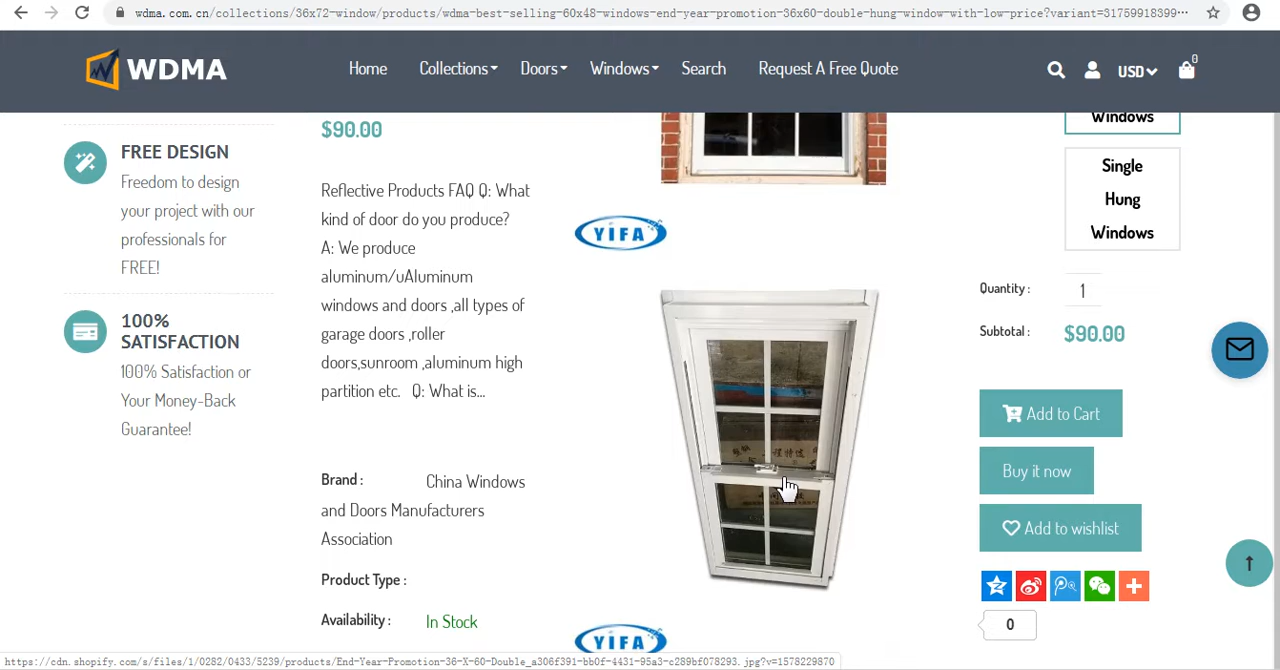 wdma.com.cn/collections/36x72-window/products/wdma-best-selling-60x48-windows-end-year-promotion-36x60-double-hung-window-with-low-price?variant=31759918399…
WDMA
Home
Collections
Doors
Windows
Search
Request A Free Quote
USD
0
FREE DESIGN
Freedom to design
your project with our
professionals for
FREE!
100%
SATISFACTION
100% Satisfaction or
Your Money-Back
Guarantee!
$90.00
Reflective Products FAQ Q: What
kind of door do you produce?
A: We produce
aluminum/uAluminum
windows and doors ,all types of
garage doors ,roller
doors,sunroom ,aluminum high
partition etc. Q: What is...
Brand : China Windows
and Doors Manufacturers
Association
Product Type :
Availability : In Stock
YIFA
YIFA
Windows
Single
Hung
Windows
Quantity : 1
Subtotal : $90.00
Add to Cart
Buy it now
Add to wishlist
0
https://cdn.shopify.com/s/files/1/0282/0433/5239/products/End-Year-Promotion-36-X-60-Double_a306f391-bb0f-4431-95a3-c289bf078293.jpg?v=1578229870